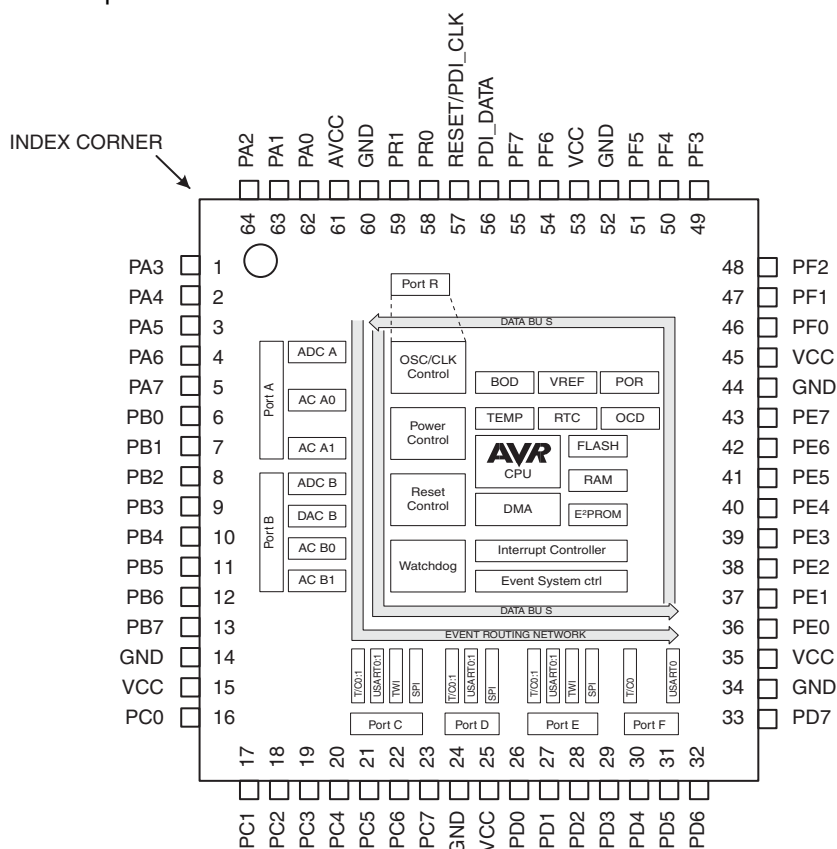 INDEX CORNER
PA2
PA1
PA0
AVCC
GND
PR1
PR0
RESET/PDI_CLK
PDI_DATA
PF7
PF6
VCC
GND
PF5
PF4
PF3
64
63
62
61
60
59
58
57
56
55
54
53
52
51
50
49
PA3 1
PA4 2
PA5 3
PA6 4
PA7 5
PB0 6
PB1 7
PB2 8
PB3 9
PB4 10
PB5 11
PB6 12
PB7 13
GND 14
VCC 15
PC0 16
Port R
DATA BU S
OSC/CLK
Control
Power
Control
Reset
Control
Watchdog
Port A
ADC A
AC A0
AC A1
Port B
ADC B
DAC B
AC B0
AC B1
BOD
VREF
POR
TEMP
RTC
OCD
AVR
CPU
FLASH
RAM
DMA
E²PROM
Interrupt Controller
Event System ctrl
DATA BU S
EVENT ROUTING NETWORK
T/C0:1
USART0:1
TWI
SPI
T/C0:1
USART0:1
SPI
T/C0:1
USART0:1
TWI
SPI
T/C0
USART0
Port C
Port D
Port E
Port F
48 PF2
47 PF1
46 PF0
45 VCC
44 GND
43 PE7
42 PE6
41 PE5
40 PE4
39 PE3
38 PE2
37 PE1
36 PE0
35 VCC
34 GND
33 PD7
17
18
19
20
21
22
23
24
25
26
27
28
29
30
31
32
PC1
PC2
PC3
PC4
PC5
PC6
PC7
GND
VCC
PD0
PD1
PD2
PD3
PD4
PD5
PD6